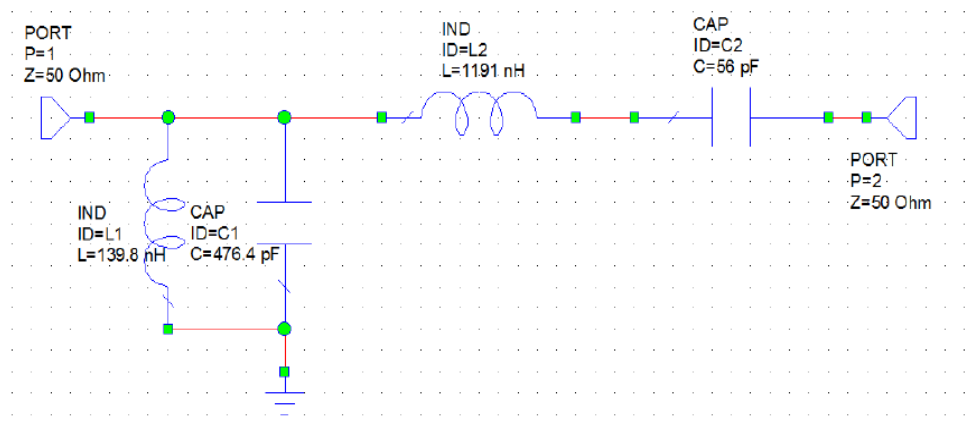 PORT
P=1
Z=50 Ohm
IND
ID=L2
L=1191 nH
CAP
ID=C2
C=56 pF
IND
ID=L1
L=139.8 nH
CAP
ID=C1
C=476.4 pF
PORT
P=2
Z=50 Ohm